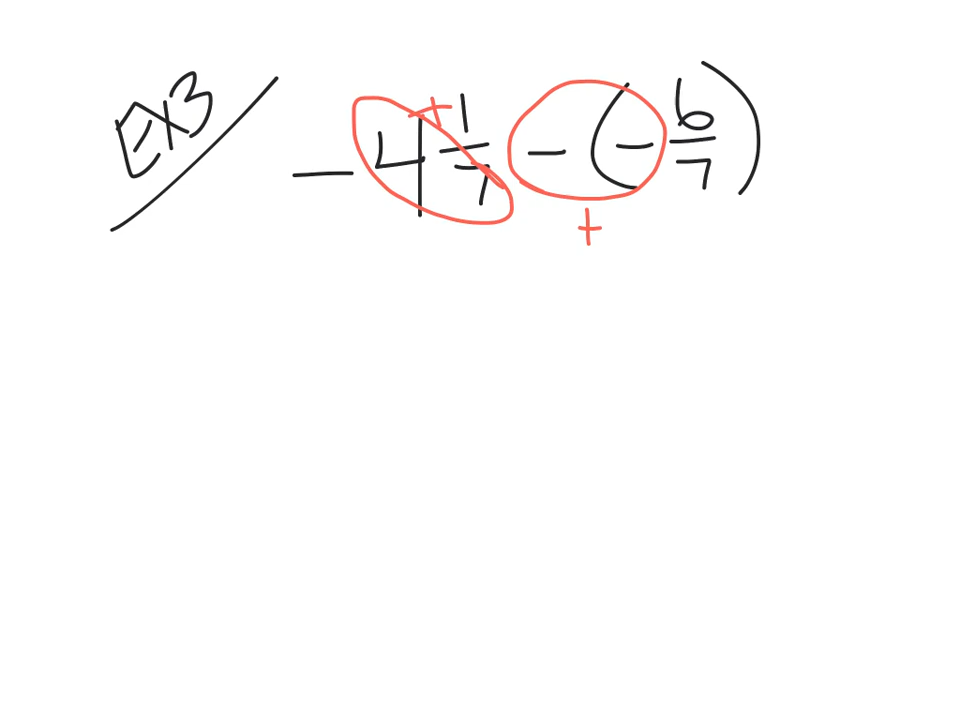 Ex3 - 4 1/7 - (- 6/7)
+
+